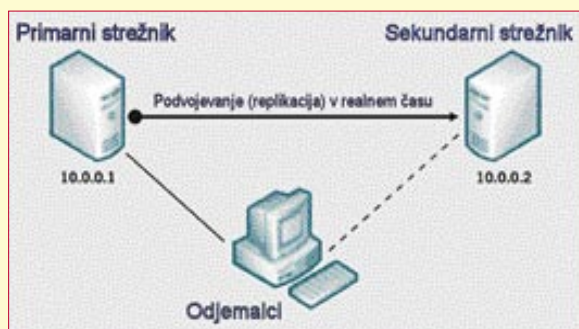 Primarni strežnik
Sekundarni strežnik
Podvojevanje (replikacija) v realnem času
10.0.0.1
10.0.0.2
Odjemalci